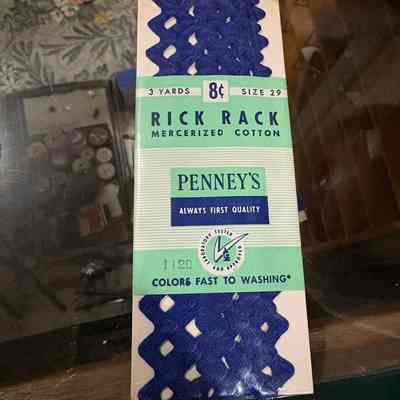 3 YARDS 8¢ SIZE 29
RICK RACK
MERCERIZED COTTON
PENNEY'S
ALWAYS FIRST QUALITY
LABORATORY TESTED
AND APPROVED
1120
COLORS FAST TO WASHING*